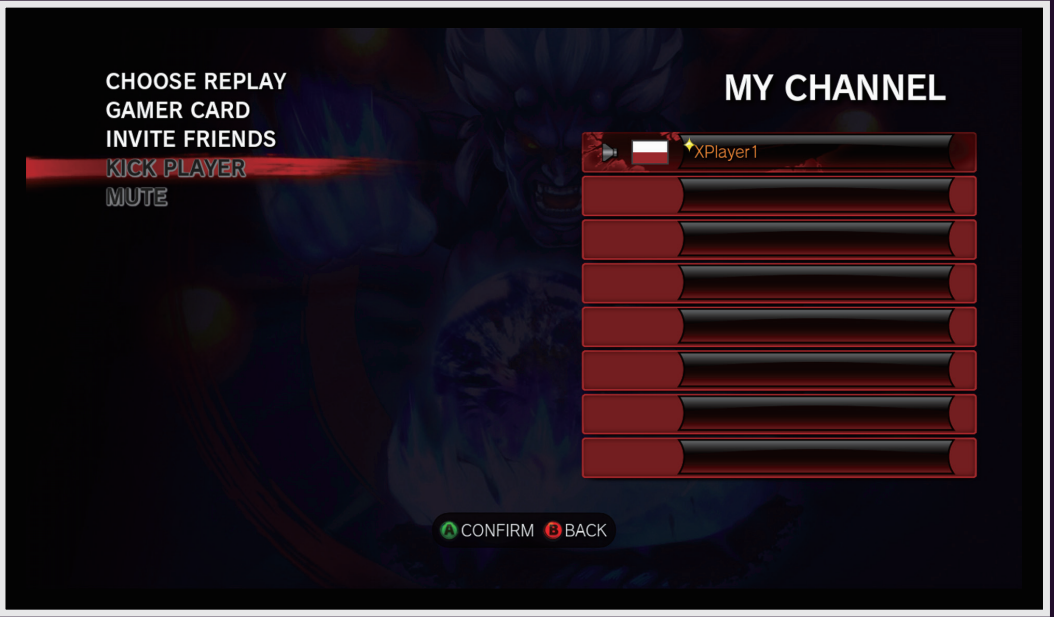 CHOOSE REPLAY
GAMER CARD
INVITE FRIENDS
KICK PLAYER
MUTE
MY CHANNEL
XPlayer1
A CONFIRM B BACK